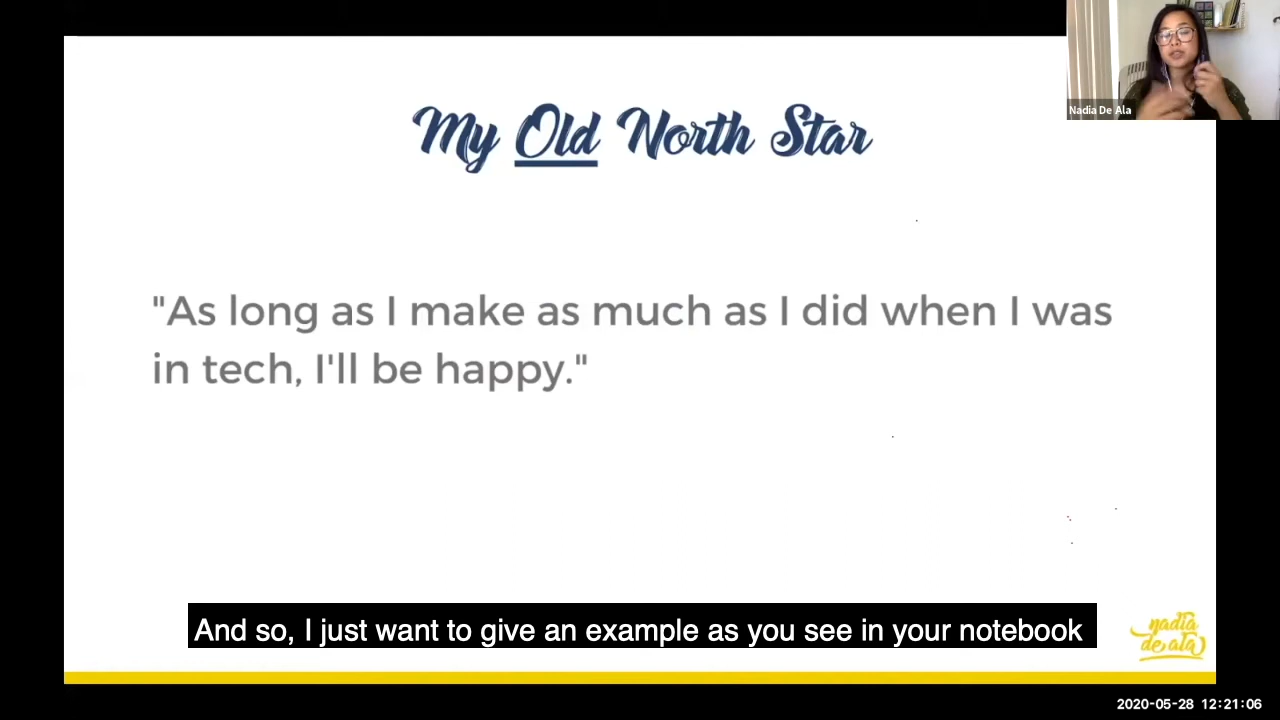 Nadia De Ala
My Old North Star
"As long as I make as much as I did when I was
in tech, I'll be happy."
And so, I just want to give an example as you see in your notebook
nadia
de ala
2020-05-28 12:21:06